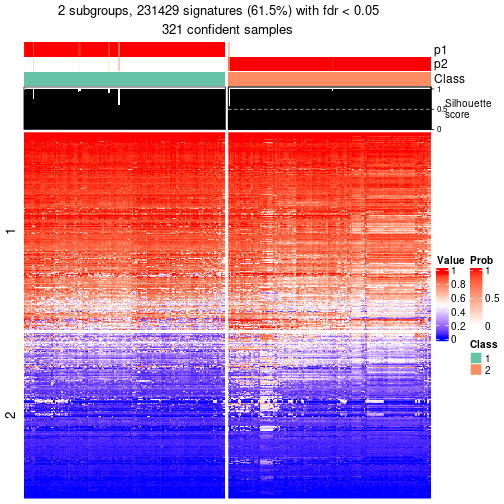 2 subgroups, 231429 signatures (61.5%) with fdr < 0.05
321 confident samples
p1
p2
Class
1
0.5
0
Silhouette
score
1
2
Value
1
0.8
0.6
0.4
0.2
0
Prob
1
0.5
0
Class
1
2